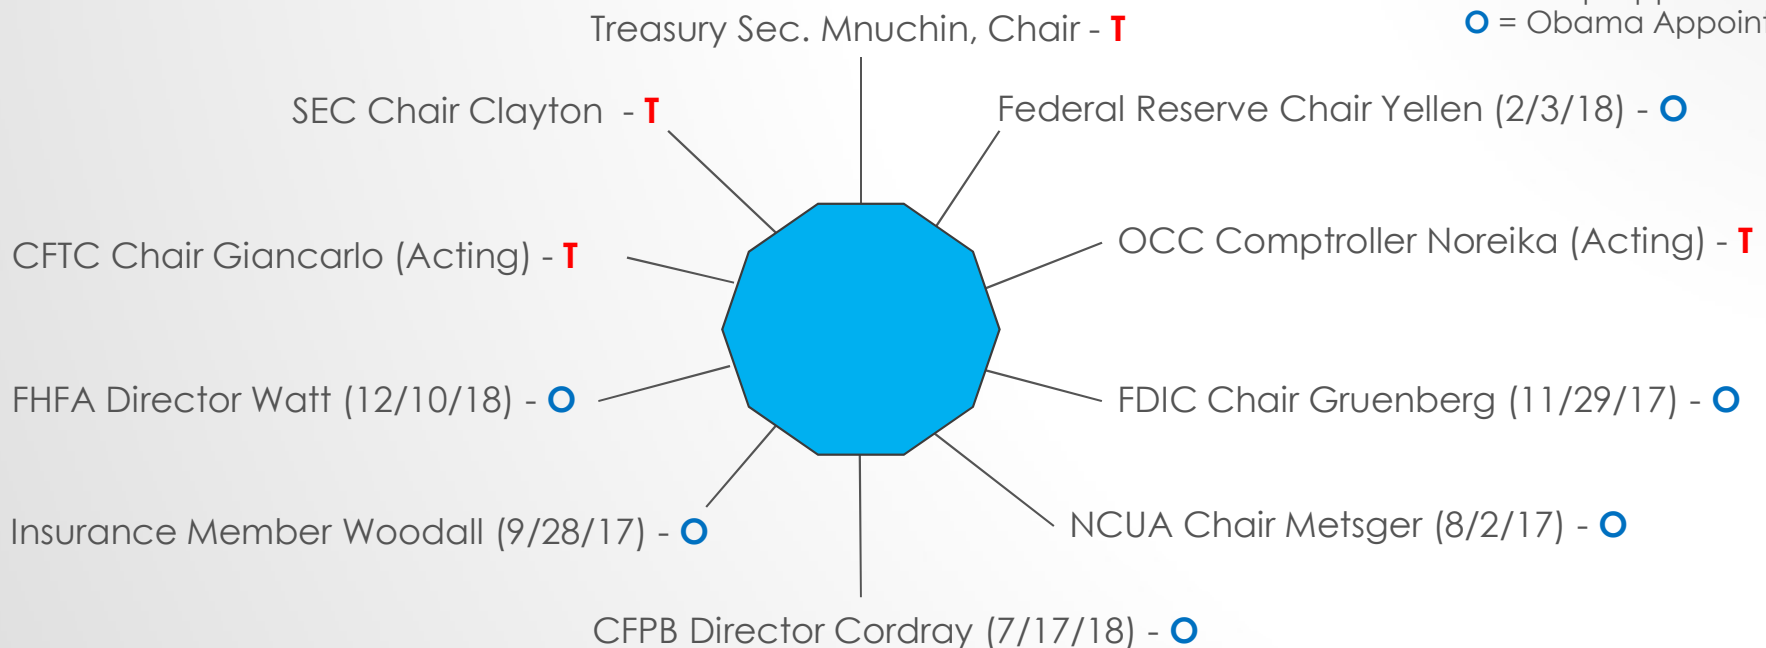 Treasury Sec. Mnuchin, Chair - T
O = Obama
SEC Chair Clayton - T
Federal Reserve Chair Yellen (2/3/18) - O
CFTC Chair Giancarlo (Acting) - T
OCC Comptroller Noreika (Acting) - T
FHFA Director Watt (12/10/18) - O
FDIC Chair Gruenberg (11/29/17) - O
Insurance Member Woodall (9/28/17) - O
NCUA Chair Metsger (8/2/17) - O
CFPB Director Cordray (7/17/18) - O